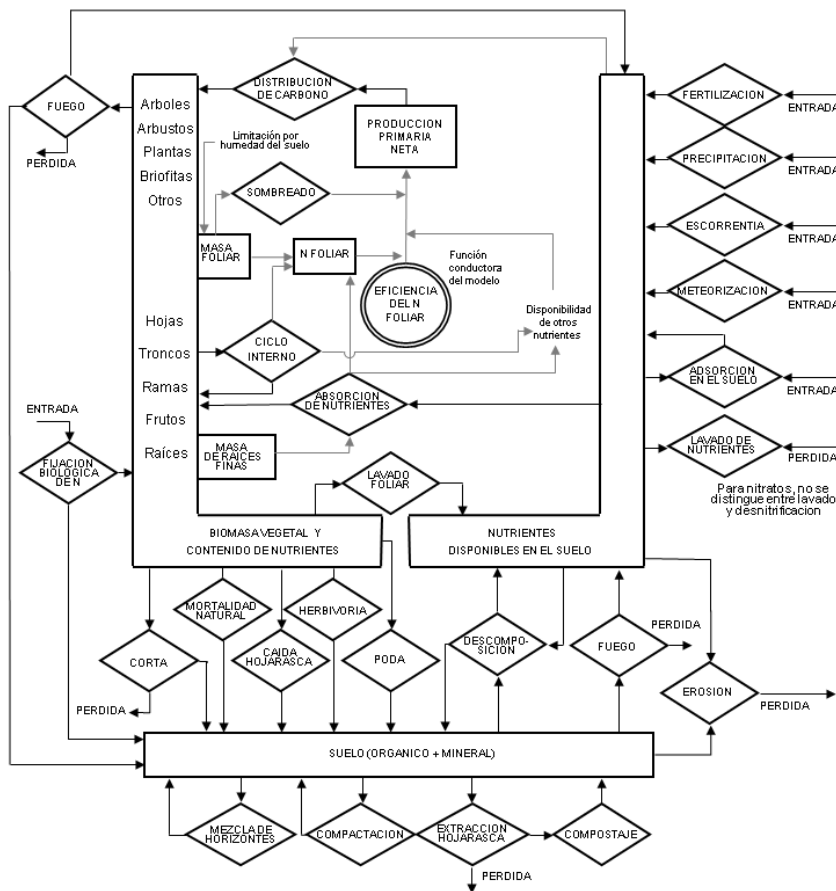 FUEGO
PERDIDA
Arboles
Arbustos
Plantas
Briofitas
Otros
DISTRIBUCION
DE CARBONO
PRODUCCION
PRIMARIA
NETA
Limitación por
humedad del suelo
SOMBREADO
MASA
FOLIAR
N FOLIAR
EFICIENCIA
DEL N
FOLIAR
Función
conductora
del modelo
Disponibilidad
de otros
nutrientes
Hojas
Troncos
Ramas
Frutos
Raíces
CICLO
INTERNO
ABSORCION
DE NUTRIENTES
MASA
DE RAICES
FINAS
ENTRADA
FIJACION
BIOLOGICA
DE N
LAVADO
FOLIAR
BIOMASA VEGETAL Y
CONTENIDO DE NUTRIENTES
NUTRIENTES
DISPONIBLES EN EL SUELO
FERTILIZACION
ENTRADA
PRECIPITACION
ENTRADA
ESCORRENTIA
ENTRADA
METEORIZACION
ENTRADA
ADSORCION
EN EL SUELO
ENTRADA
LAVADO DE
NUTRIENTES
PERDIDA
Para nitratos, no se
distingue entre lavado
y desnitrificacion
MORTALIDAD
NATURAL
HERBIVORIA
CORTA
PERDIDA
CAIDA
HOJARASCA
PODA
DESCOMPO-
SICION
FUEGO
PERDIDA
EROSION
PERDIDA
SUELO (ORGANICO + MINERAL)
MEZCLA DE
HORIZONTES
COMPACTACION
EXTRACCION
HOJARASCA
COMPOSTAJE
PERDIDA